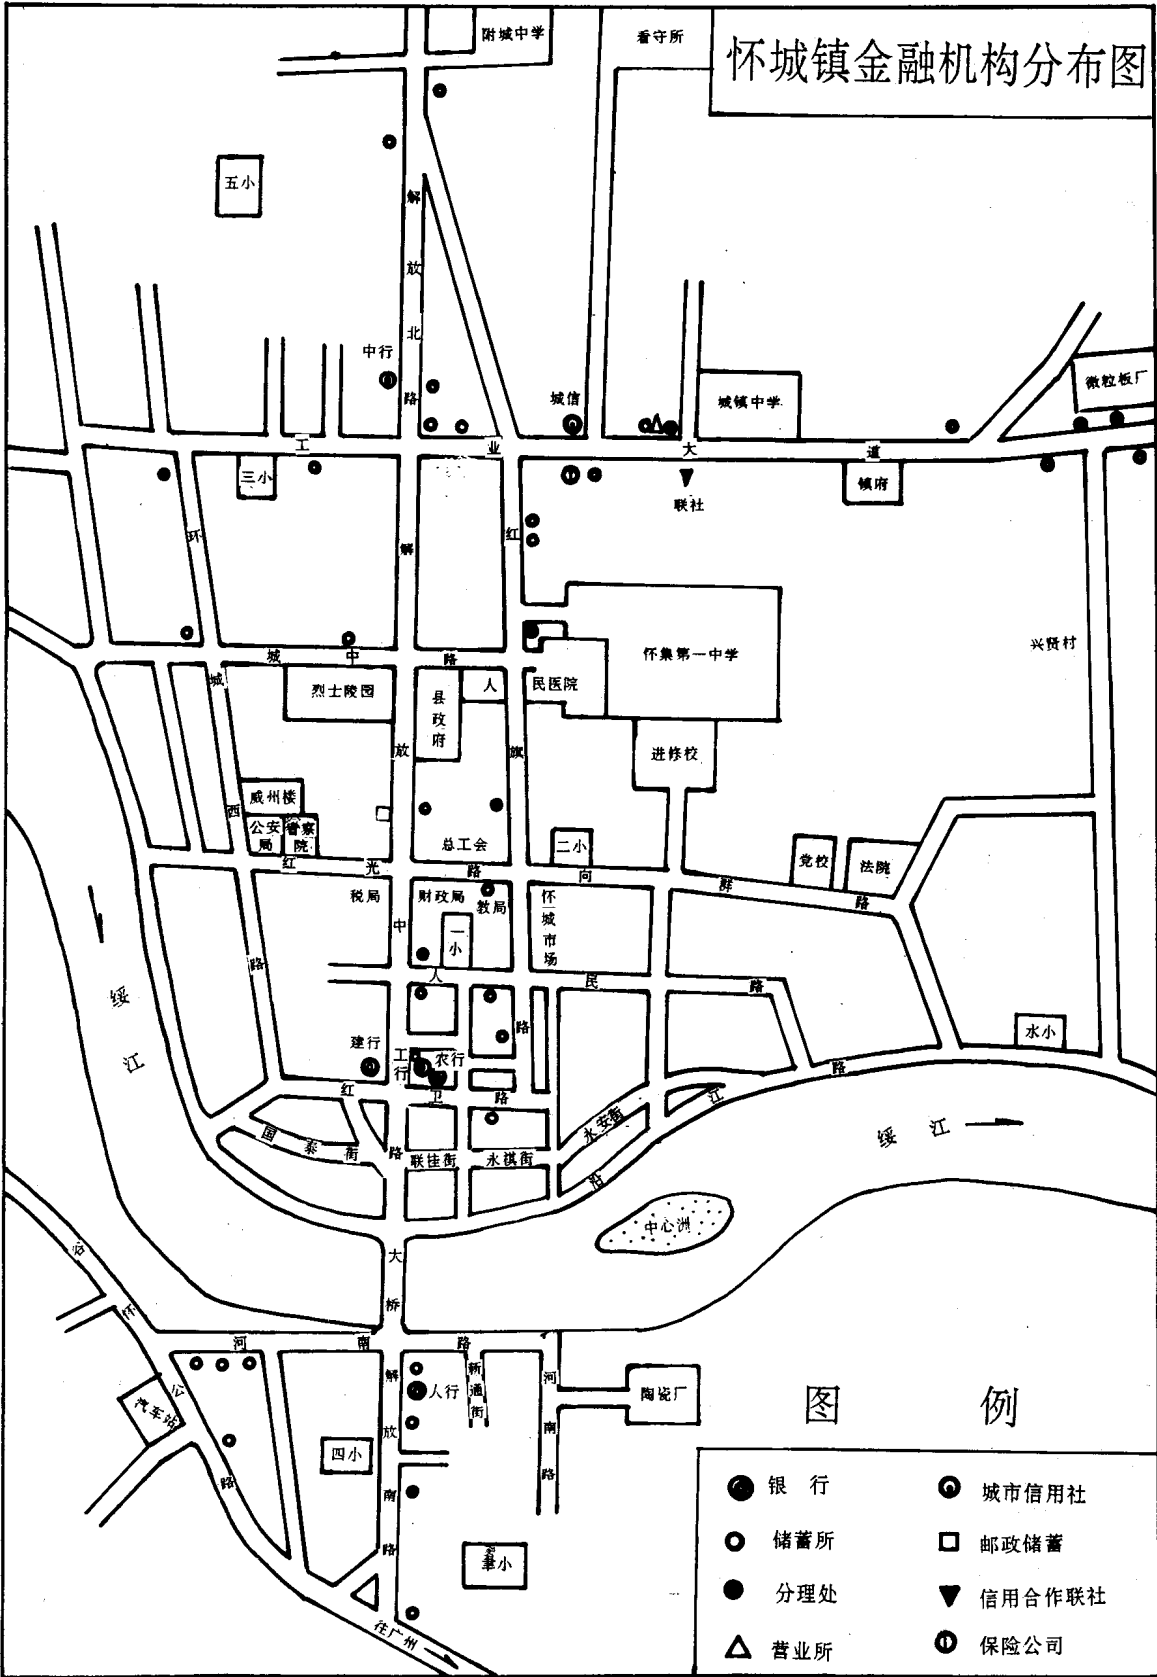 怀城镇金融机构分布图
附城中学
看守所
五小
解放北路
中行
城信
城镇中学
微粒板厂
工业大道
三小
联社
镇府
环城西路
红旗路
解放中路
城中路
烈士陵园
县政府
人民医院
怀集第一中学
兴贤村
进修校
威州楼
公安局
总工会
二小
党校
法院
红光路
向群路
税局
财政局
教局
一小
怀城市场
人民路
绥江
水小
建行
工行
农行
红卫路
国泰街
联桂街
永祺街
永安街
沿江路
绥江
中心洲
大桥
怀公路
河南路
解放南路
人行
新通街
河南路
陶瓷厂
汽车站
四小
往广州
图例
银行
城市信用社
储蓄所
邮政储蓄
分理处
信用合作联社
营业所
保险公司